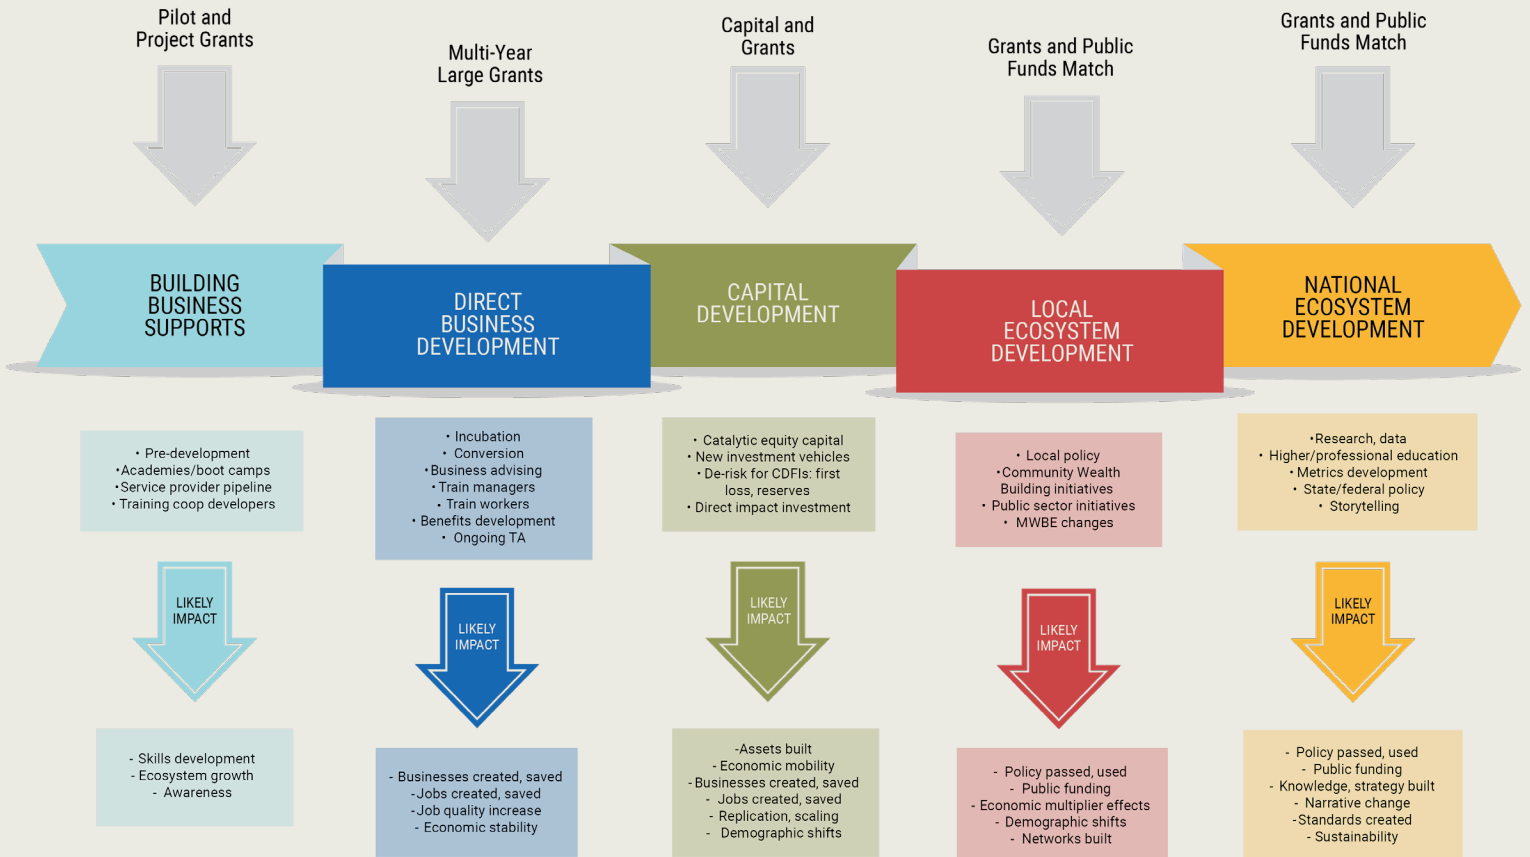 Pilot and
Project Grants
Multi-Year
Large Grants
Capital and
Grants
Grants and Public
Funds Match
Grants and Public
Funds Match
BUILDING
BUSINESS
SUPPORTS
DIRECT
BUSINESS
DEVELOPMENT
CAPITAL
DEVELOPMENT
LOCAL
ECOSYSTEM
DEVELOPMENT
NATIONAL
ECOSYSTEM
DEVELOPMENT
• Pre-development
•Academies/boot camps
•Service provider pipeline
• Training coop developers
• Incubation
• Conversion
•Business advising
•Train managers
• Train workers
• Benefits development
• Ongoing TA
• Catalytic equity capital
• New investment vehicles
• De-risk for CDFIs: first
loss, reserves
• Direct impact investment
• Local policy
•Community Wealth
Building initiatives
• Public sector initiatives
• MWBE changes
•Research, data
• Higher/professional education
•Metrics development
• State/federal policy
• Storytelling
LIKELY
IMPACT
LIKELY
IMPACT
LIKELY
IMPACT
LIKELY
IMPACT
LIKELY
IMPACT
- Skills development
- Ecosystem growth
- Awareness
- Businesses created, saved
-Jobs created, saved
-Job quality increase
- Economic stability
-Assets built
- Economic mobility
-Businesses created, saved
- Jobs created, saved
- Replication, scaling
- Demographic shifts
- Policy passed, used
- Public funding
- Economic multiplier effects
- Demographic shifts
- Networks built
- Policy passed, used
- Public funding
- Knowledge, strategy built
- Narrative change
-Standards created
- Sustainability